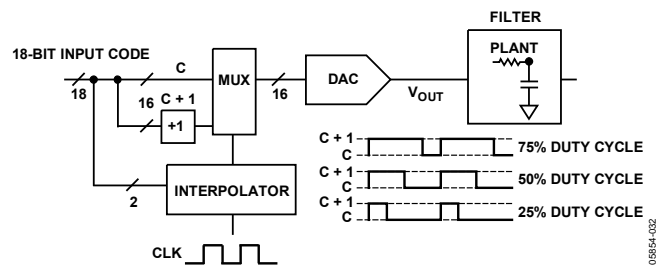 FILTER
18-BIT INPUT CODE
PLANT
C
MUX
DAC
18
16
16
C + 1
V_OUT
+1
C + 1
C
75% DUTY CYCLE
C + 1
C
50% DUTY CYCLE
INTERPOLATOR
2
C + 1
C
25% DUTY CYCLE
CLK
05854-032